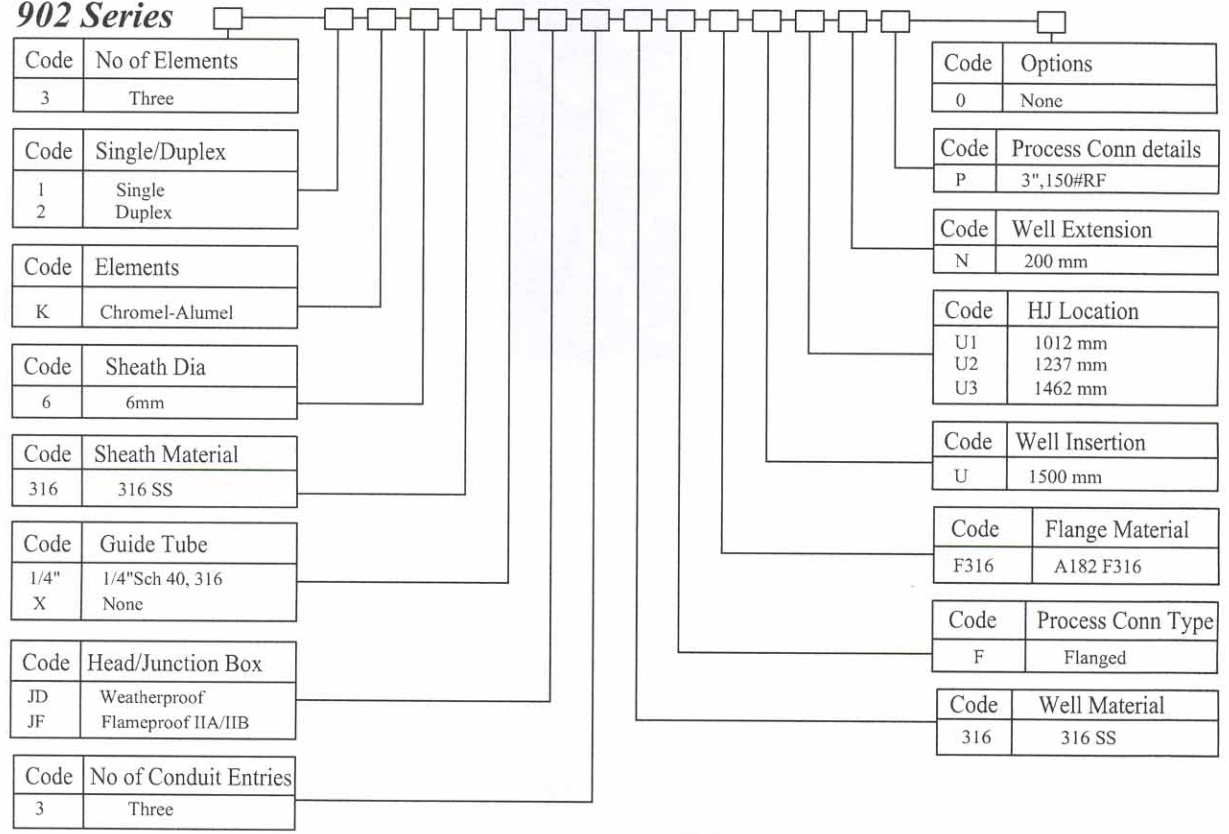 902 Series
Code No of Elements
3 Three
Code Single/Duplex
1 Single
2 Duplex
Code Elements
K Chromel-Alumel
Code Sheath Dia
6 6mm
Code Sheath Material
316 316 SS
Code Guide Tube
1/4" 1/4"Sch 40, 316
X None
Code Head/Junction Box
JD Weatherproof
JF Flameproof IIA/IIB
Code No of Conduit Entries
3 Three
Code Options
0 None
Code Process Conn details
P 3",150#RF
Code Well Extension
N 200 mm
Code HJ Location
U1 1012 mm
U2 1237 mm
U3 1462 mm
Code Well Insertion
U 1500 mm
Code Flange Material
F316 A182 F316
Code Process Conn Type
F Flanged
Code Well Material
316 316 SS